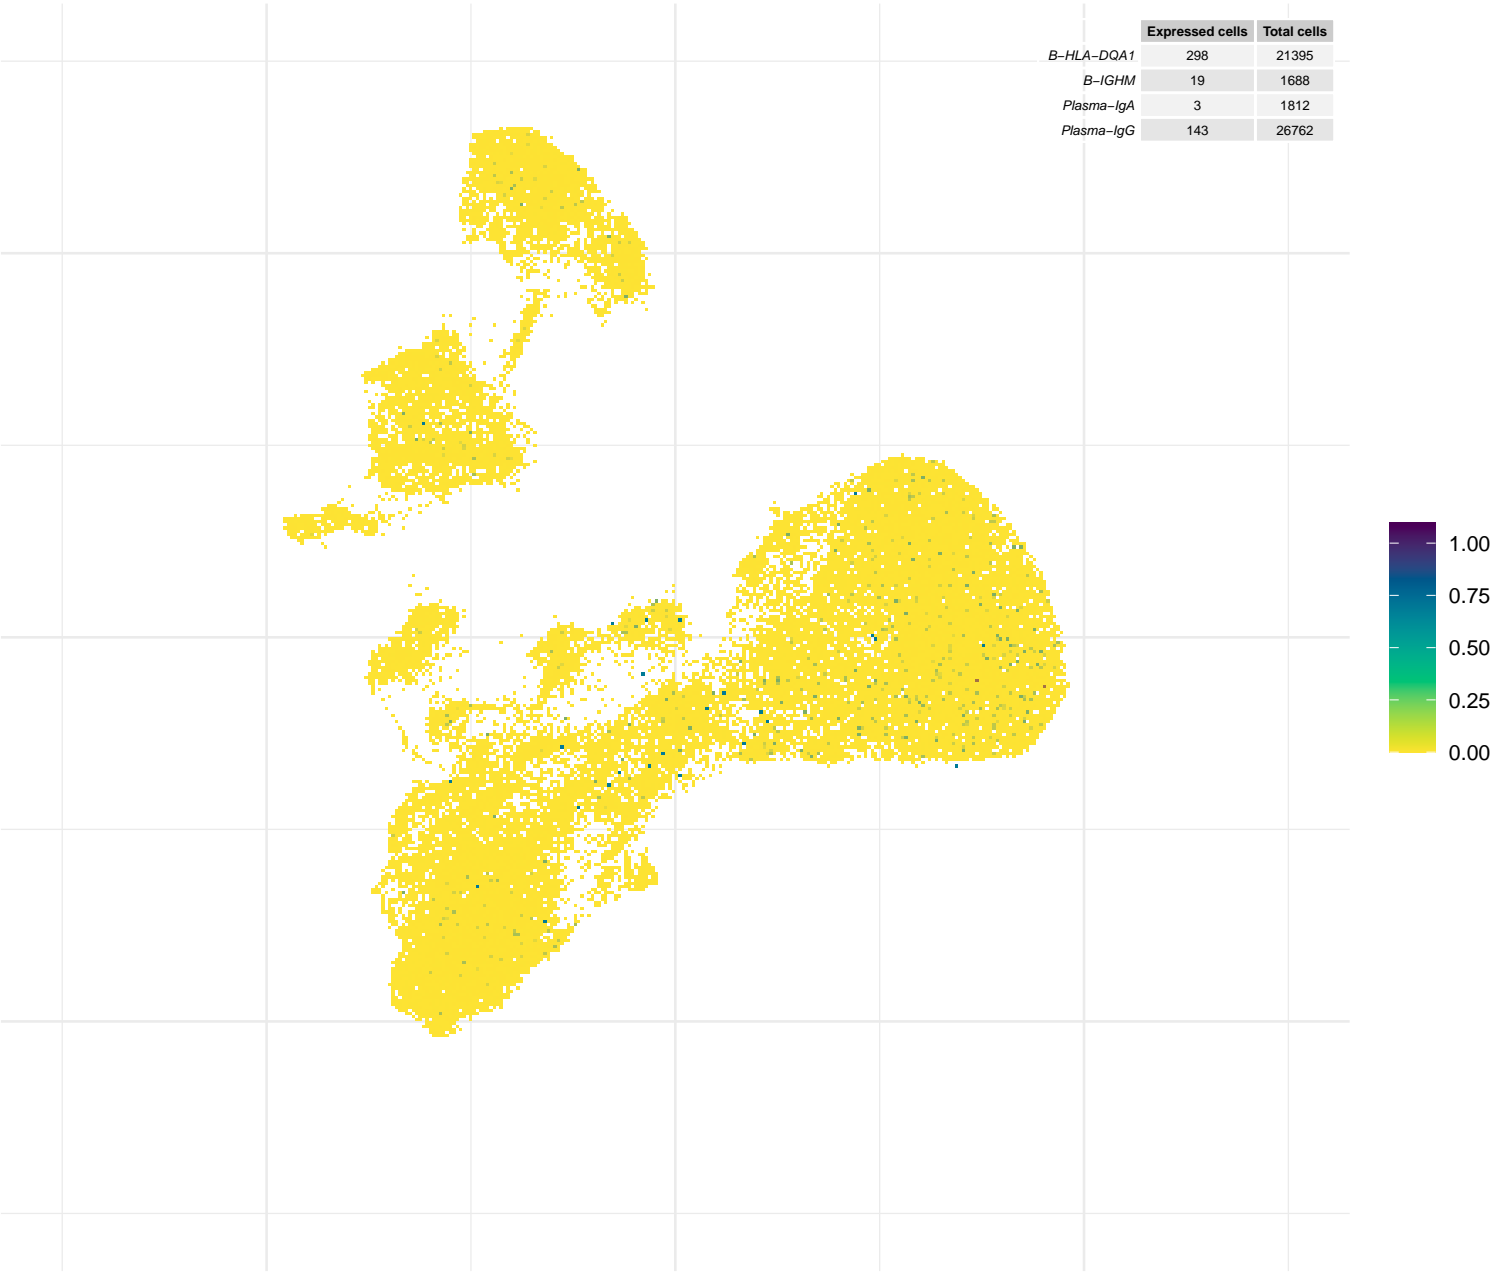 Expressed cells Total cells
B−HLA−DQA1 298 21395
B−IGHM 19 1688
Plasma−IgA 3 1812
Plasma−IgG 143 26762
1.00
0.75
0.50
0.25
0.00